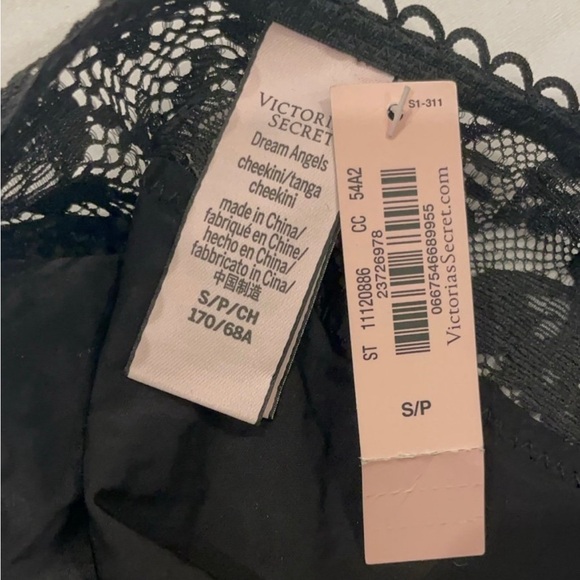 VICTORIA
SECRET
Dream Angels
cheekini/tanga
cheekini
made in China/
fabriqué en Chine/
hecho en China/
fabbricato in Cina/
中国制造
S/P/CH
170/68A
S1-311
ST 11120886 CC 54A2
23726978
0667546689955
VictoriasSecret.com
S/P